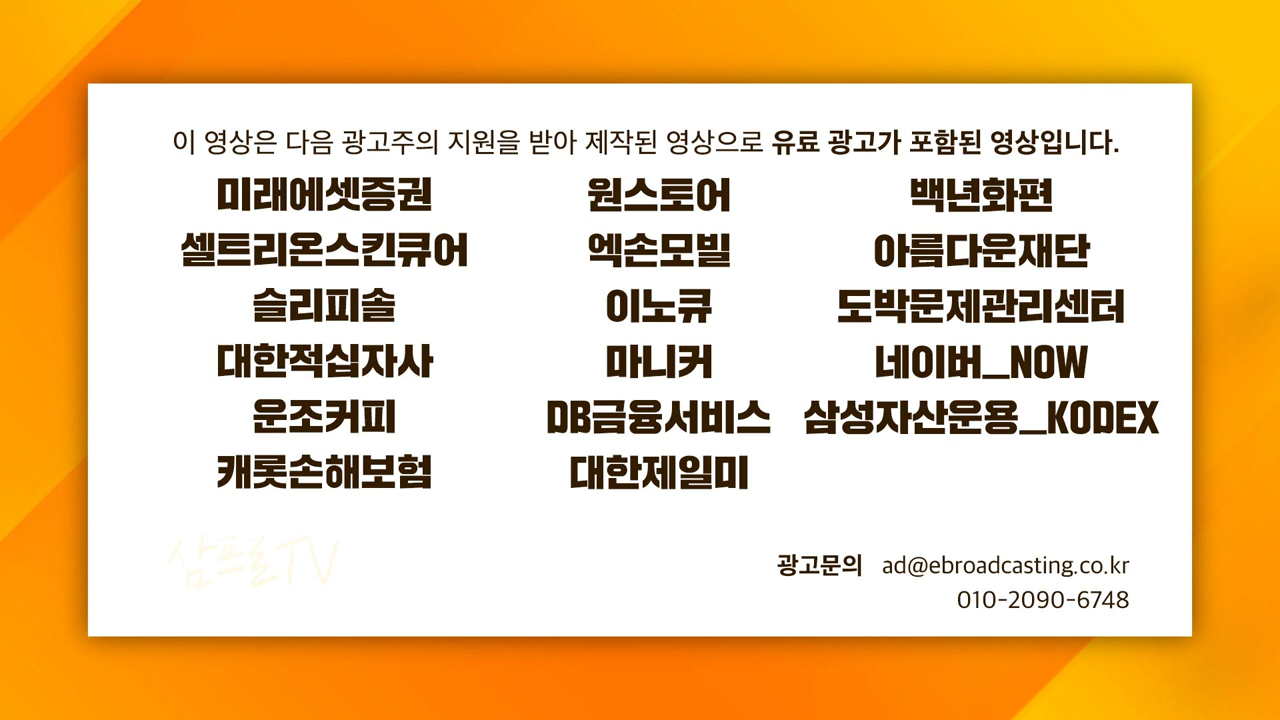 이 영상은 다음 광고주의 지원을 받아 제작된 영상으로 유료 광고가 포함된 영상입니다.
미래에셋증권 원스토어 백년화편
셀트리온스킨큐어 엑손모빌 아름다운재단
슬리피솔 이노큐 도박문제관리센터
대한적십자사 마니커 네이버_NOW
운조커피 DB금융서비스 삼성자산운용_KODEX
캐롯손해보험 대한제일미
삼프로TV
광고문의 ad@ebroadcasting.co.kr
010-2090-6748